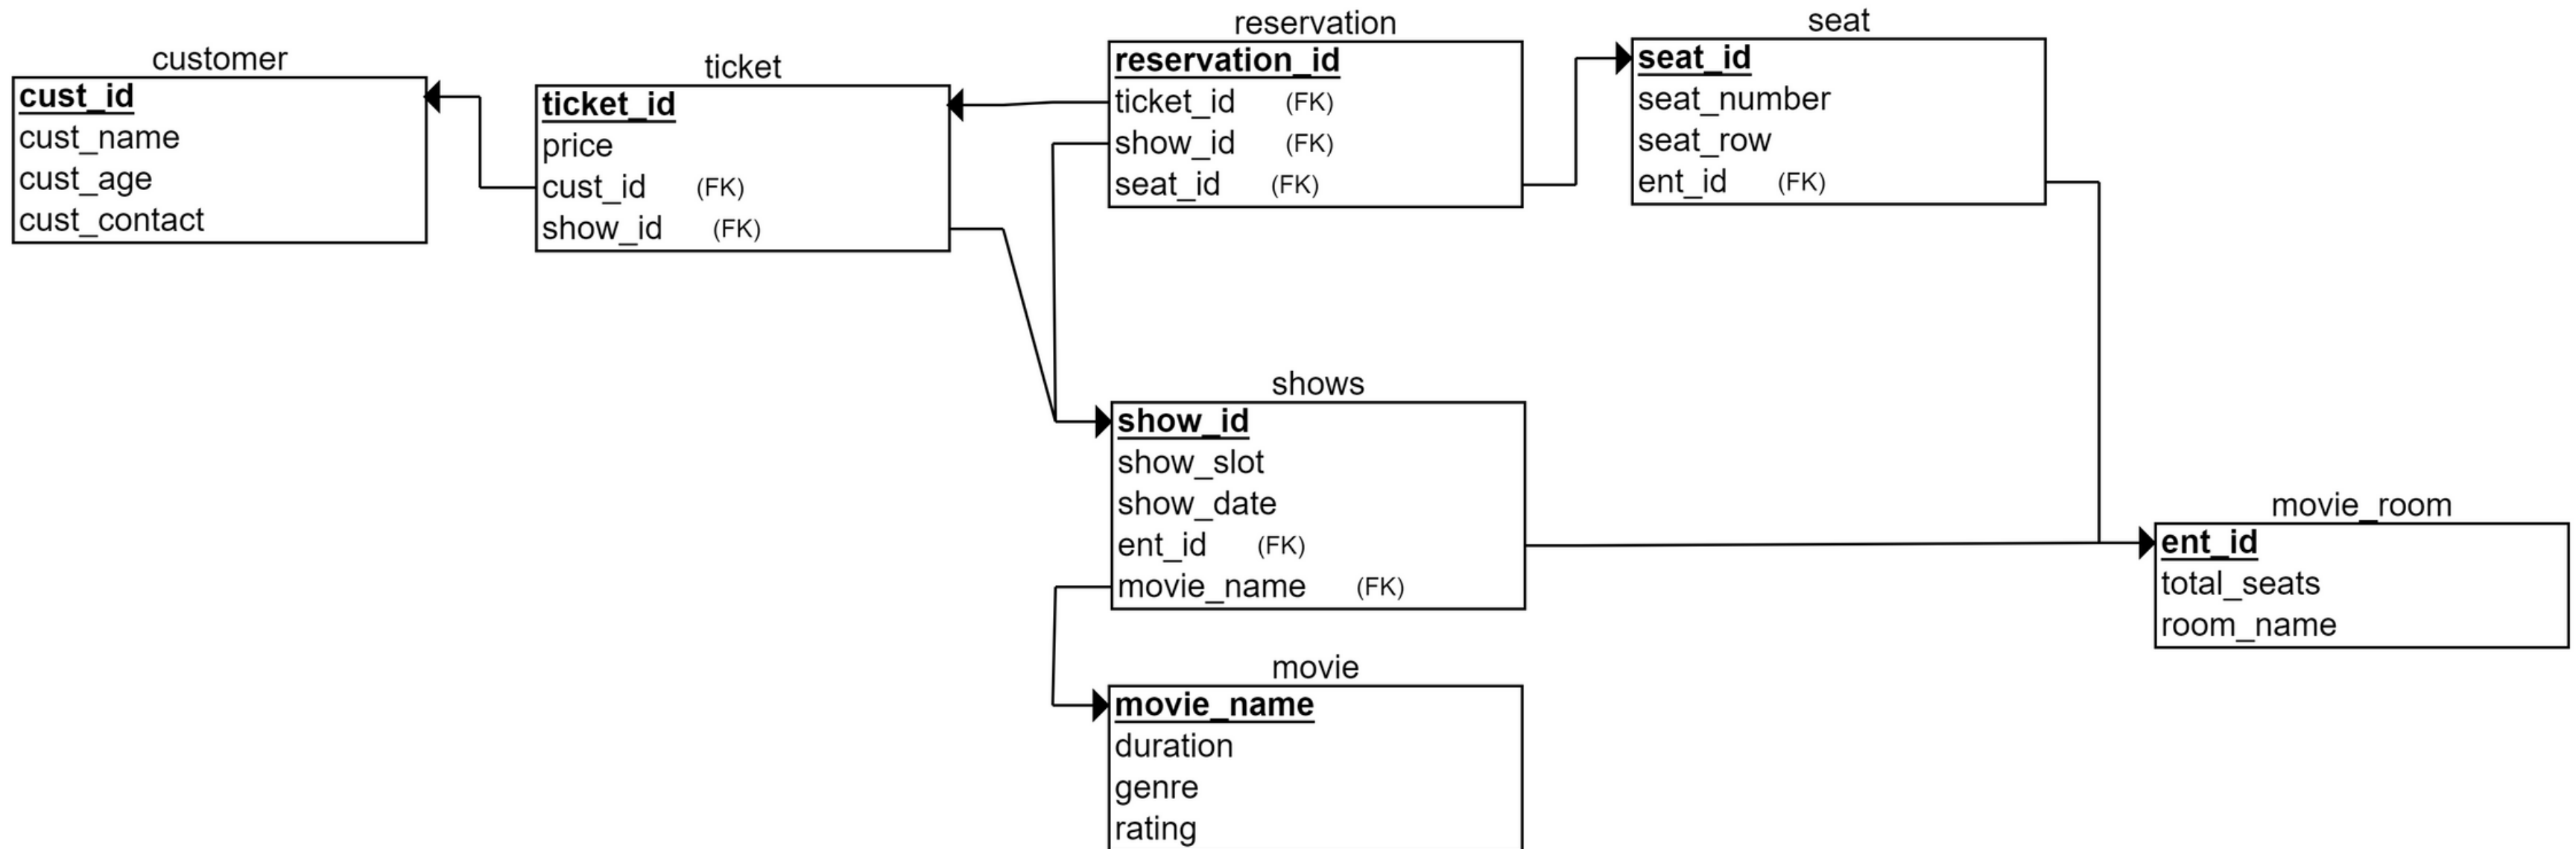 customer
cust_id
cust_name
cust_age
cust_contact
ticket
ticket_id
price
cust_id (FK)
show_id (FK)
reservation
reservation_id
ticket_id (FK)
show_id (FK)
seat_id (FK)
seat
seat_id
seat_number
seat_row
ent_id (FK)
shows
show_id
show_slot
show_date
ent_id (FK)
movie_name (FK)
movie_room
ent_id
total_seats
room_name
movie
movie_name
duration
genre
rating